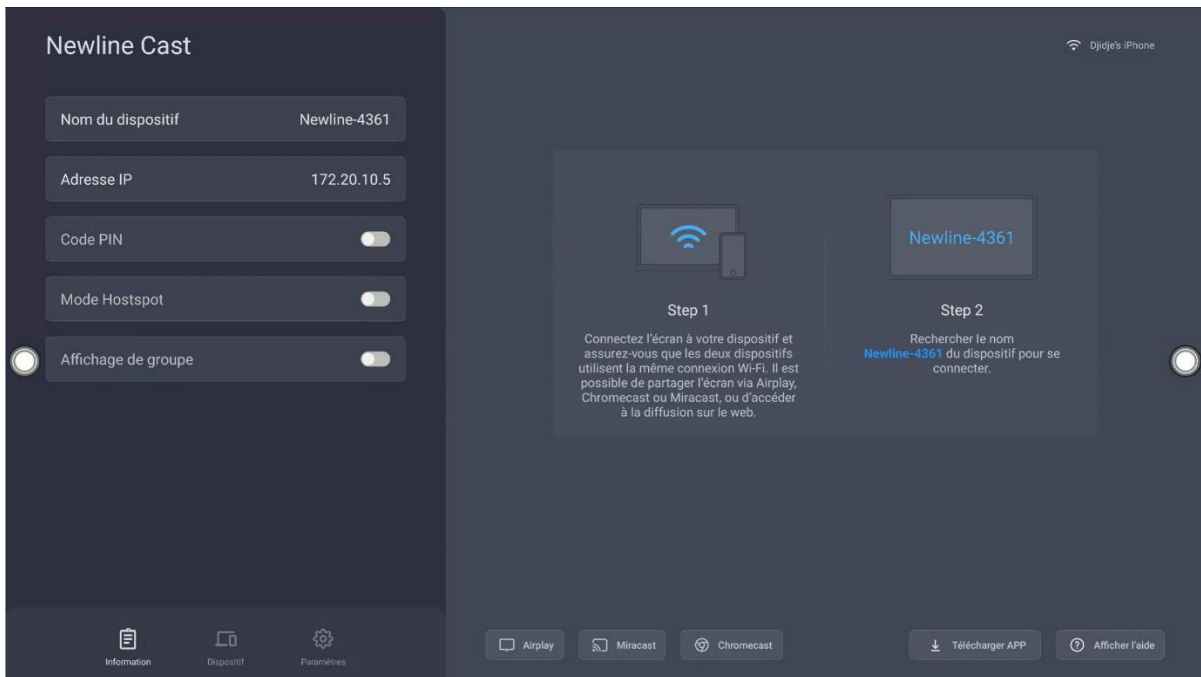 Newline Cast
Djidje's iPhone
Nom du dispositif Newline-4361
Adresse IP 172.20.10.5
Code PIN
Mode Hostspot
Affichage de groupe
Newline-4361
Step 1
Connectez l'écran à votre dispositif et
assurez-vous que les deux dispositifs
utilisent la même connexion Wi-Fi. Il est
possible de partager l'écran via Airplay,
Chromecast ou Miracast, ou d'accéder
à la diffusion sur le web.
Step 2
Rechercher le nom
Newline-4361 du dispositif pour se
connecter.
Information
Dispositif
Paramètres
Airplay
Miracast
Chromecast
Télécharger APP
Afficher l'aide